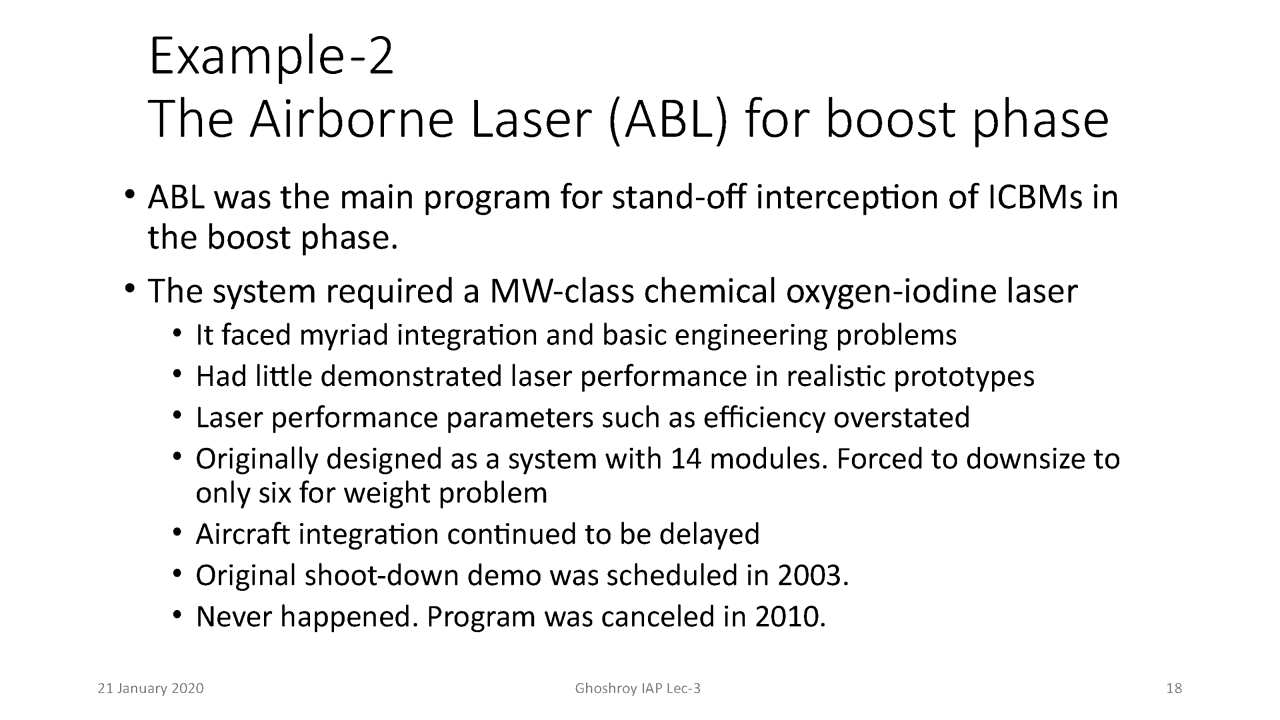 Example-2
The Airborne Laser (ABL) for boost phase
• ABL was the main program for stand-off interception of ICBMs in
the boost phase.
• The system required a MW-class chemical oxygen-iodine laser
• It faced myriad integration and basic engineering problems
• Had little demonstrated laser performance in realistic prototypes
• Laser performance parameters such as efficiency overstated
• Originally designed as a system with 14 modules. Forced to downsize to
only six for weight problem
• Aircraft integration continued to be delayed
• Original shoot-down demo was scheduled in 2003.
• Never happened. Program was canceled in 2010.
21 January 2020
Ghoshroy IAP Lec-3
18